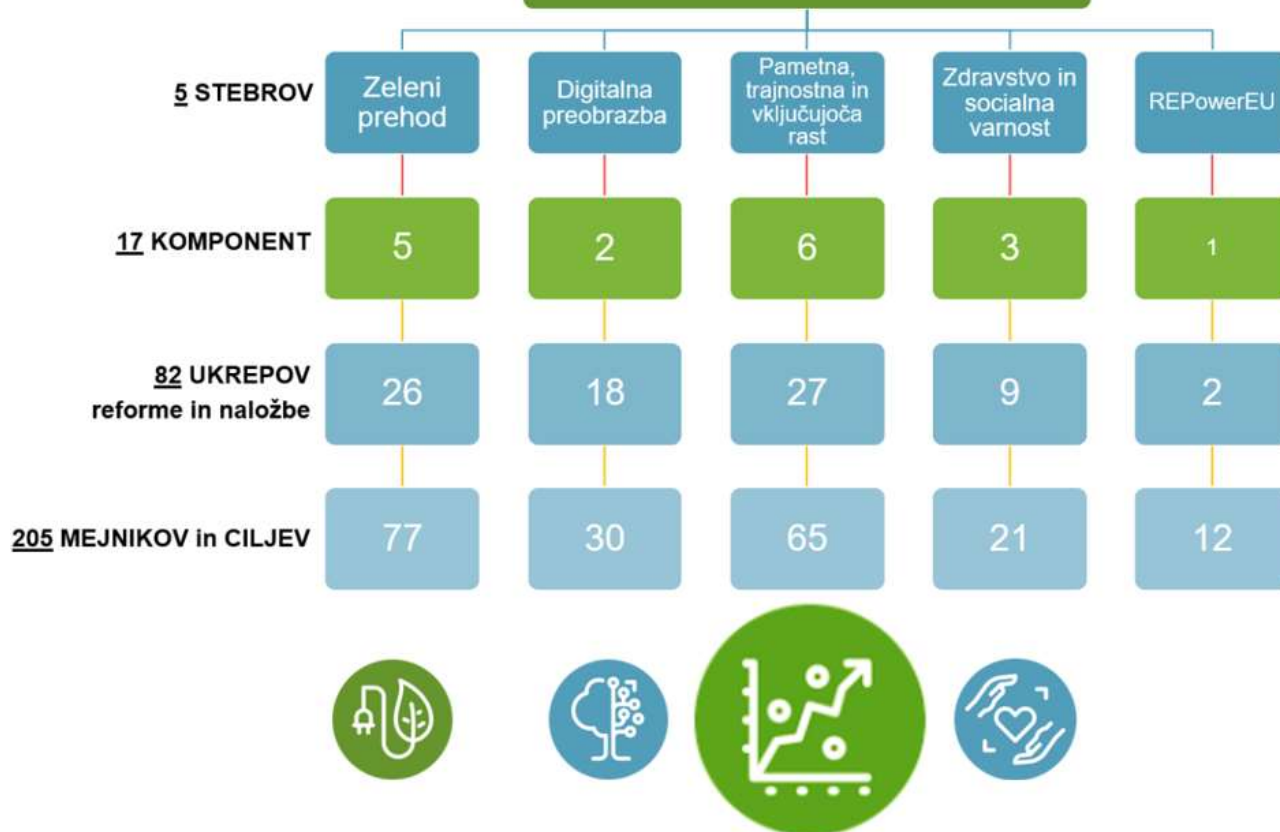 5 STEBROV
Zeleni
prehod
Digitalna
preobrazba
Pametna,
trajnostna in
vključujoča
rast
Zdravstvo in
socialna
varnost
REPowerEU
17 KOMPONENT
5
2
6
3
1
82 UKREPOV
reforme in naložbe
26
18
27
9
2
205 MEJNIKOV in CILJEV
77
30
65
21
12